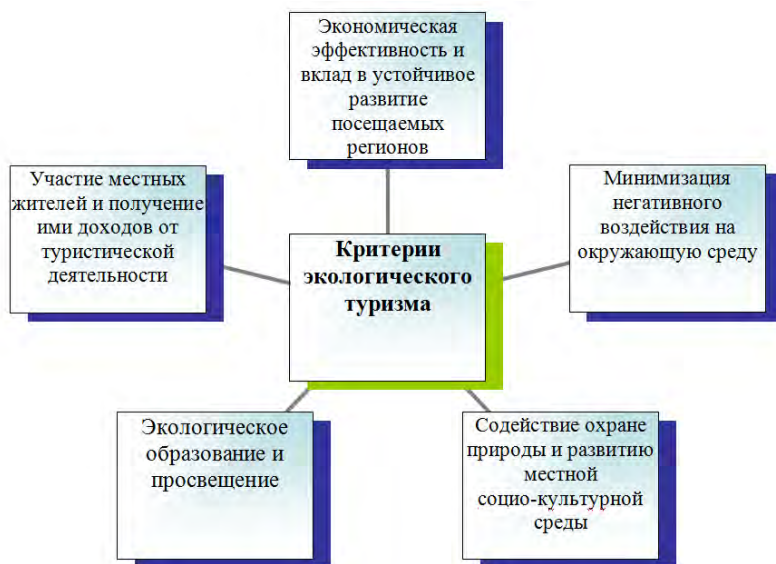 Экономическая
эффективность и
вклад в устойчивое
развитие
посещаемых
регионов
Участие местных
жителей и получение
ими доходов от
туристической
деятельности
Минимизация
негативного
воздействия на
окружающую среду
Критерии
экологического
туризма
Экологическое
образование и
просвещение
Содействие охране
природы и развитию
местной
социо-культурной
среды